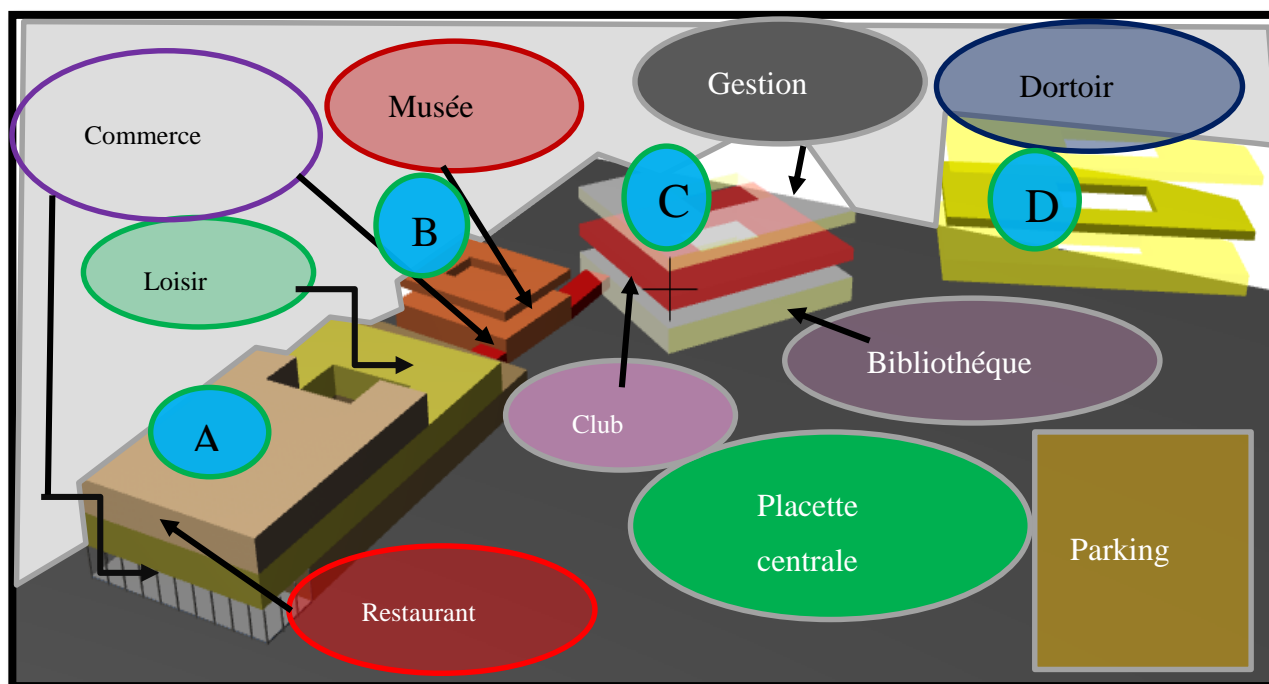 Gestion
Dortoir
Musée
Commerce
C
D
B
Loisir
Bibliothéque
Club
A
Placette
centrale
Parking
Restaurant